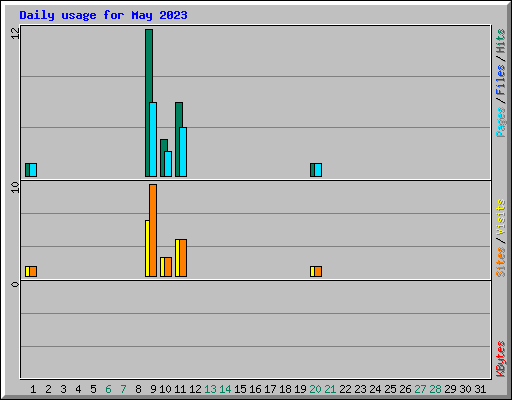 Daily usage for May 2023
12
10
0
Pages/Files/Hits
Sites/Visits
KBytes
1 2 3 4 5 6 7 8 9 10 11 12 13 14 15 16 17 18 19 20 21 22 23 24 25 26 27 28 29 30 31